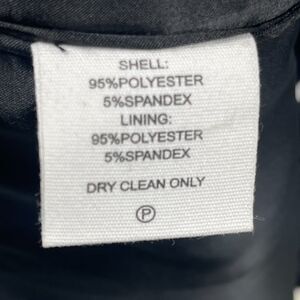 SHELL:
95%POLYESTER
5%SPANDEX
LINING:
95%POLYESTER
5%SPANDEX
DRY CLEAN ONLY
P